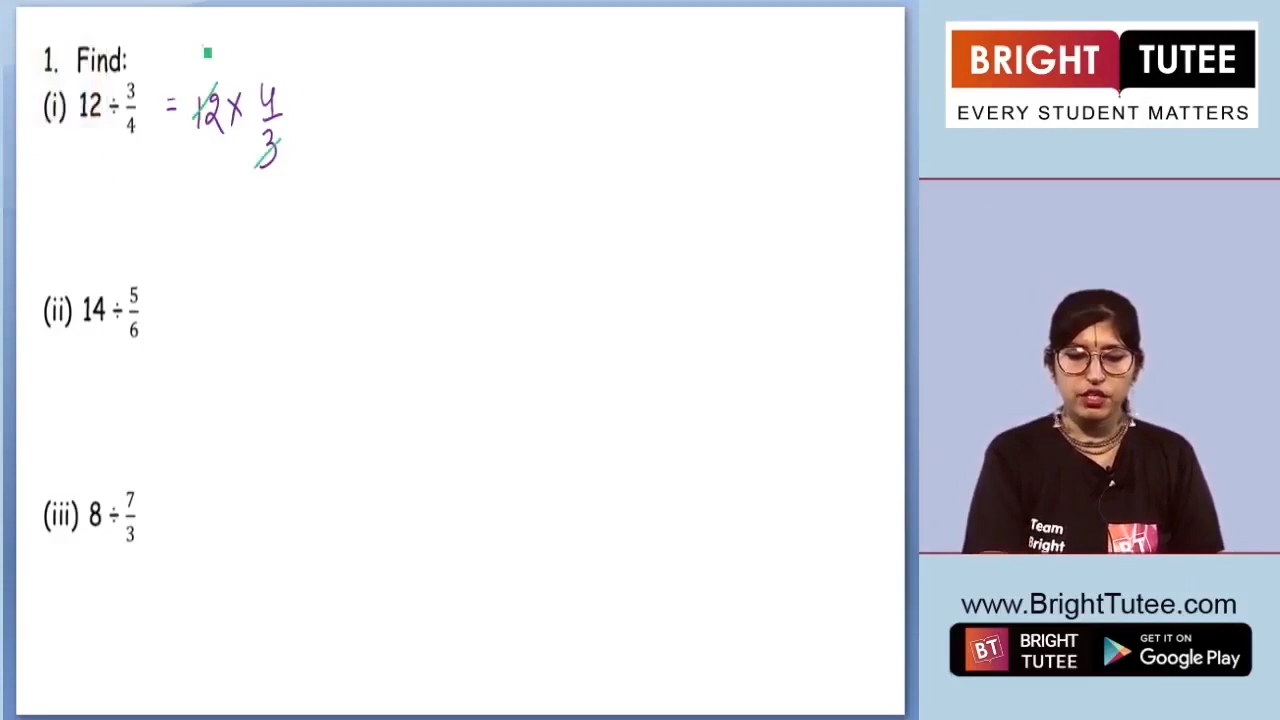 1. Find:
(i) 12 ÷ 3/4 = 12 × 4/3
(ii) 14 ÷ 5/6
(iii) 8 ÷ 7/3
BRIGHT TUTEE
EVERY STUDENT MATTERS
Team
Bright
BT
www.BrightTutee.com
BT BRIGHT TUTEE
GET IT ON
Google Play